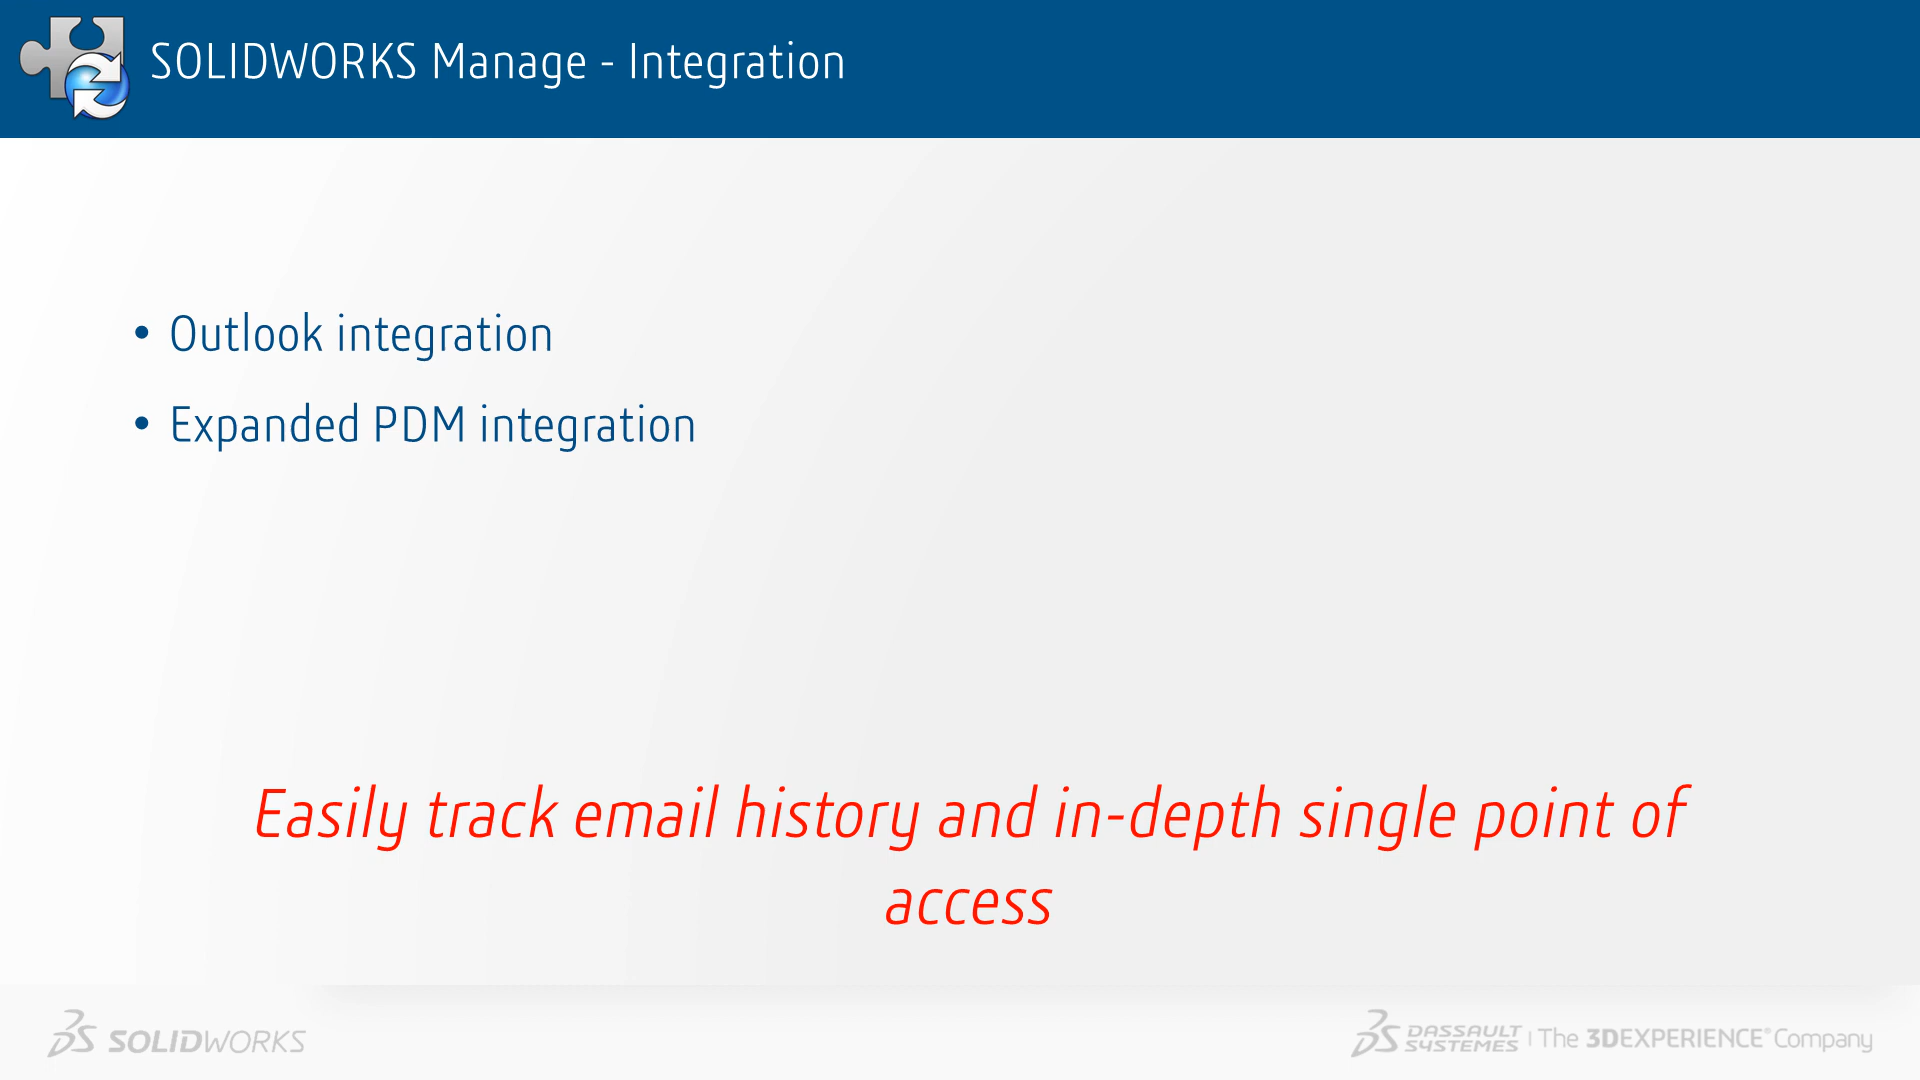 SOLIDWORKS Manage - Integration
• Outlook integration
• Expanded PDM integration
Easily track email history and in-depth single point of
access
SOLIDWORKS
DASSAULT
SYSTEMES | The 3DEXPERIENCE® Company